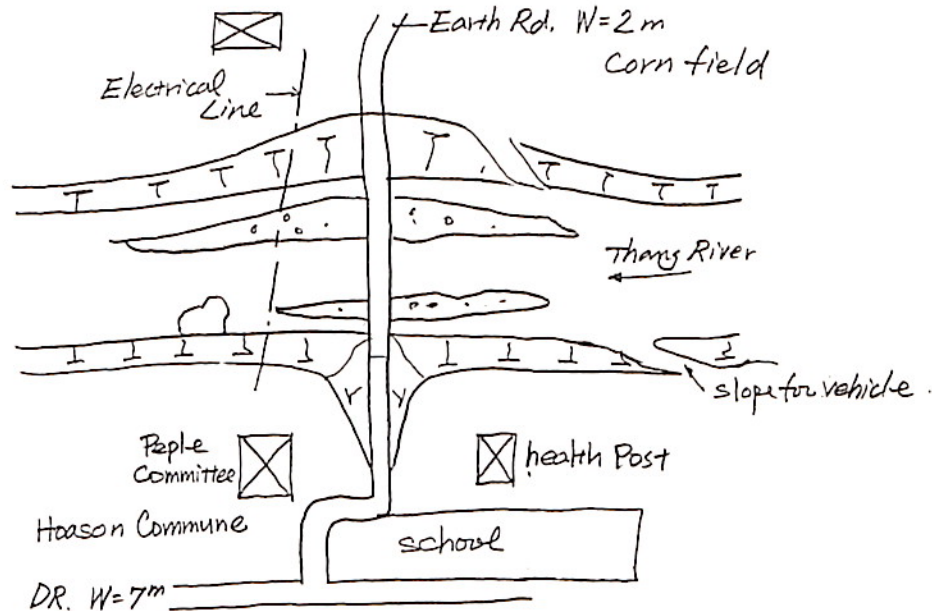 Earth Rd. W=2m
Corn field
Electrical
Line
Thang River
slope for vehicle.
Peple
Committee
health Post
Hoason Commune
school
DR. W=7m